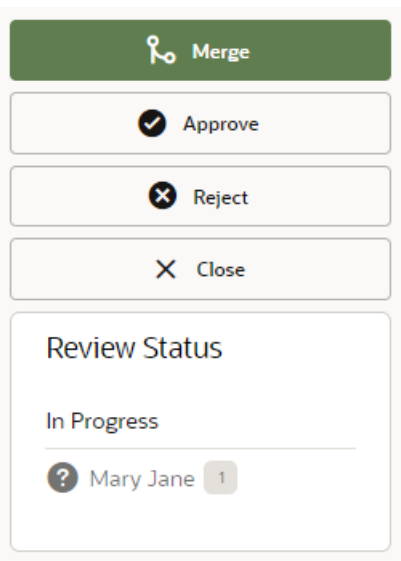 Merge
Approve
Reject
Close
Review Status
In Progress
Mary Jane 1